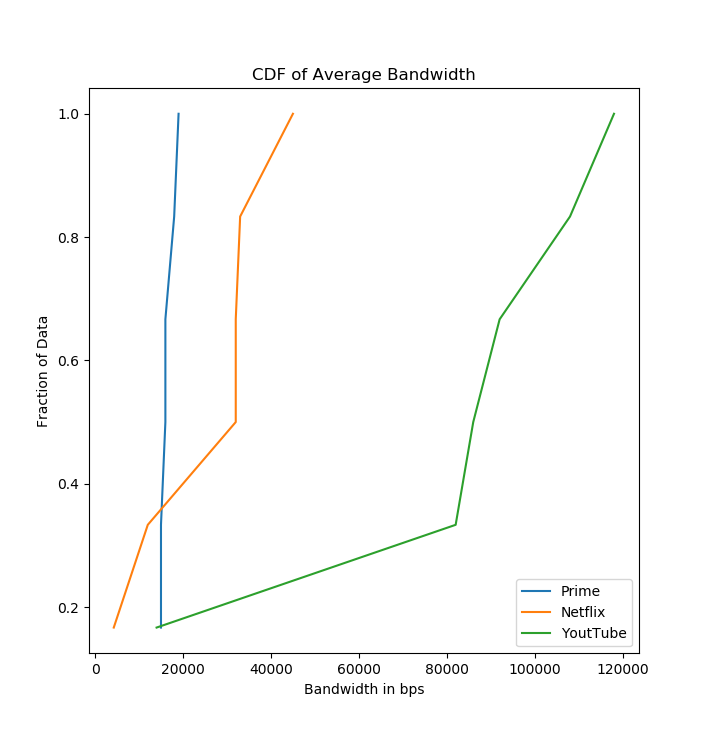 CDF of Average Bandwidth
1.0
0.8
0.6
0.4
0.2
Fraction of Data
0 20000 40000 60000 80000 100000 120000
Bandwidth in bps
Prime
Netflix
YoutTube